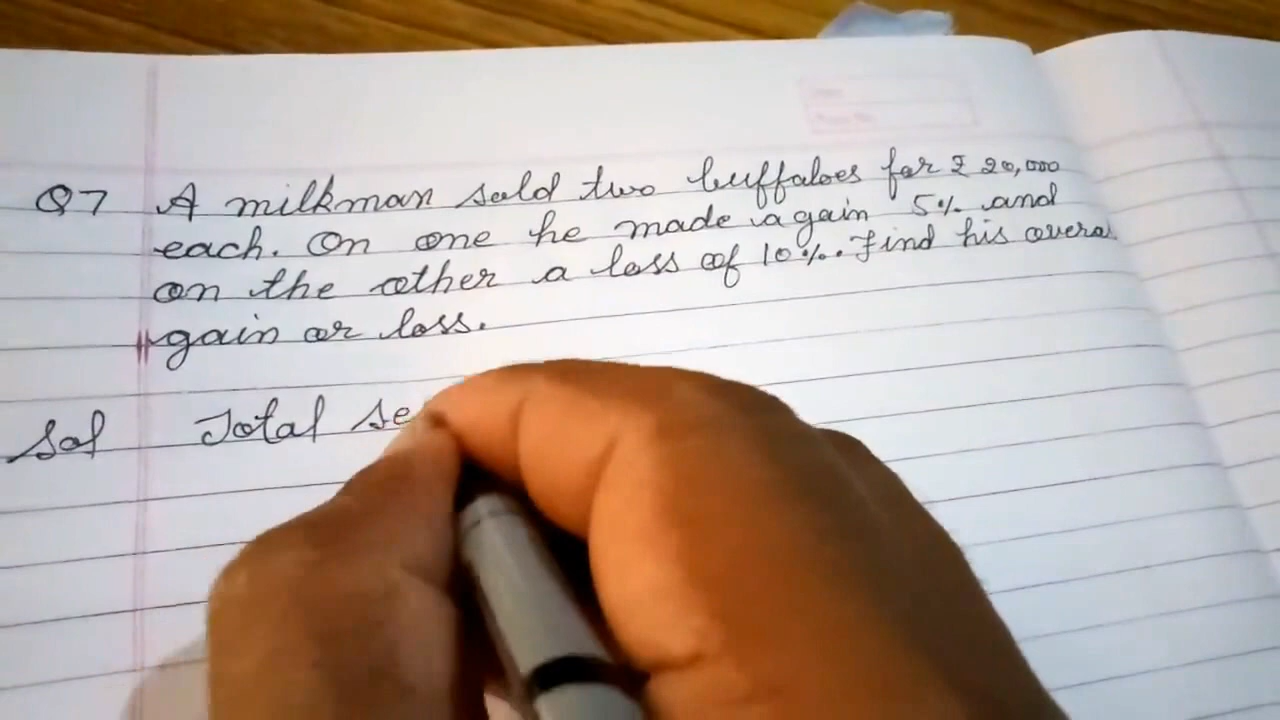 Q7 A milkman sold two buffaloes for ₹ 20,000
each. On one he made a gain 5% and
on the other a loss of 10%. Find his overal
gain or loss.
Sol Total se